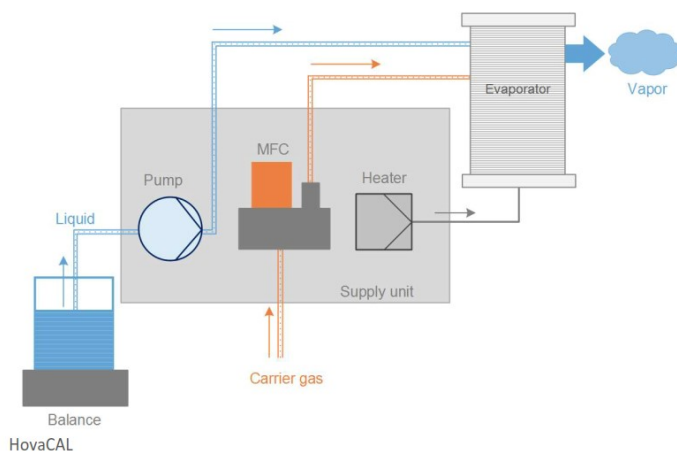 Evaporator
Vapor
MFC
Pump
Heater
Liquid
Supply unit
Carrier gas
Balance
HovaCAL